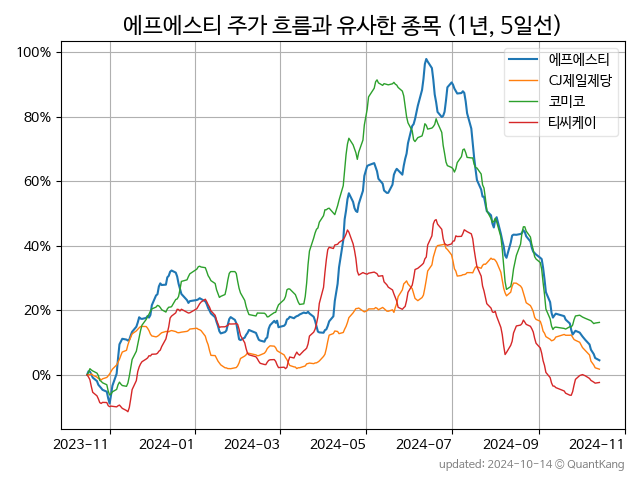 에프에스티 주가 흐름과 유사한 종목 (1년, 5일선)
100%
80%
60%
40%
20%
0%
에프에스티
CJ제일제당
코미코
티씨케이
2023-11
2024-01
2024-03
2024-05
2024-07
2024-09
2024-11
updated: 2024-10-14 © QuantKang